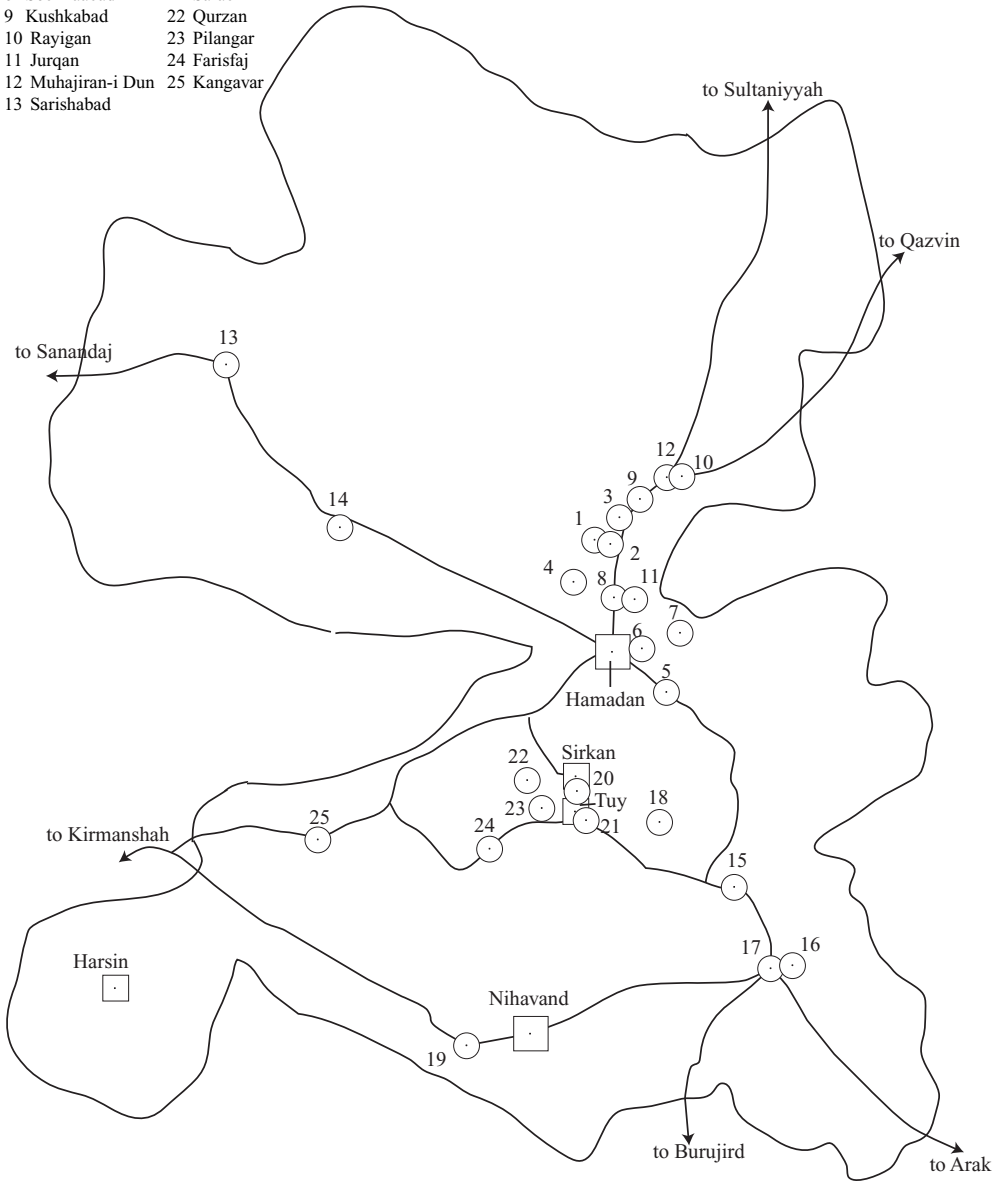 9 Kushkabad
10 Rayigan
11 Jurqan
12 Muhajiran-i Dun
13 Sarishabad
22 Qurzan
23 Pilangar
24 Farisfaj
25 Kangavar
to Sultaniyyah
to Qazvin
13
to Sanandaj
12
10
9
14
3
1
2
4
8
11
7
6
5
Hamadan
Sirkan
22
20
Tuy
23
18
21
24
25
to Kirmanshah
15
17
16
Harsin
Nihavand
19
to Burujird
to Arak